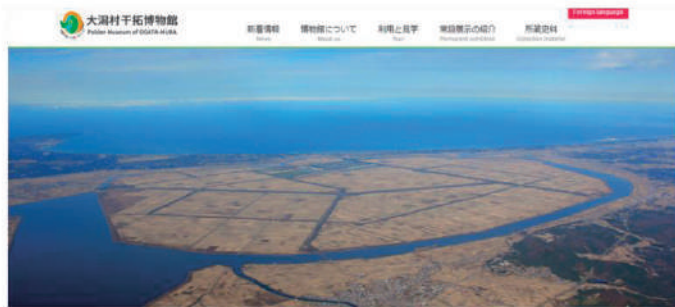 大潟村干拓博物館
Polder Museum of OGATA-MURA.
Foreign language
新着情報
News
博物館について
About us
利用と見学
Tour
常設展示の紹介
Permanent exhibition
所蔵史料
Collection material